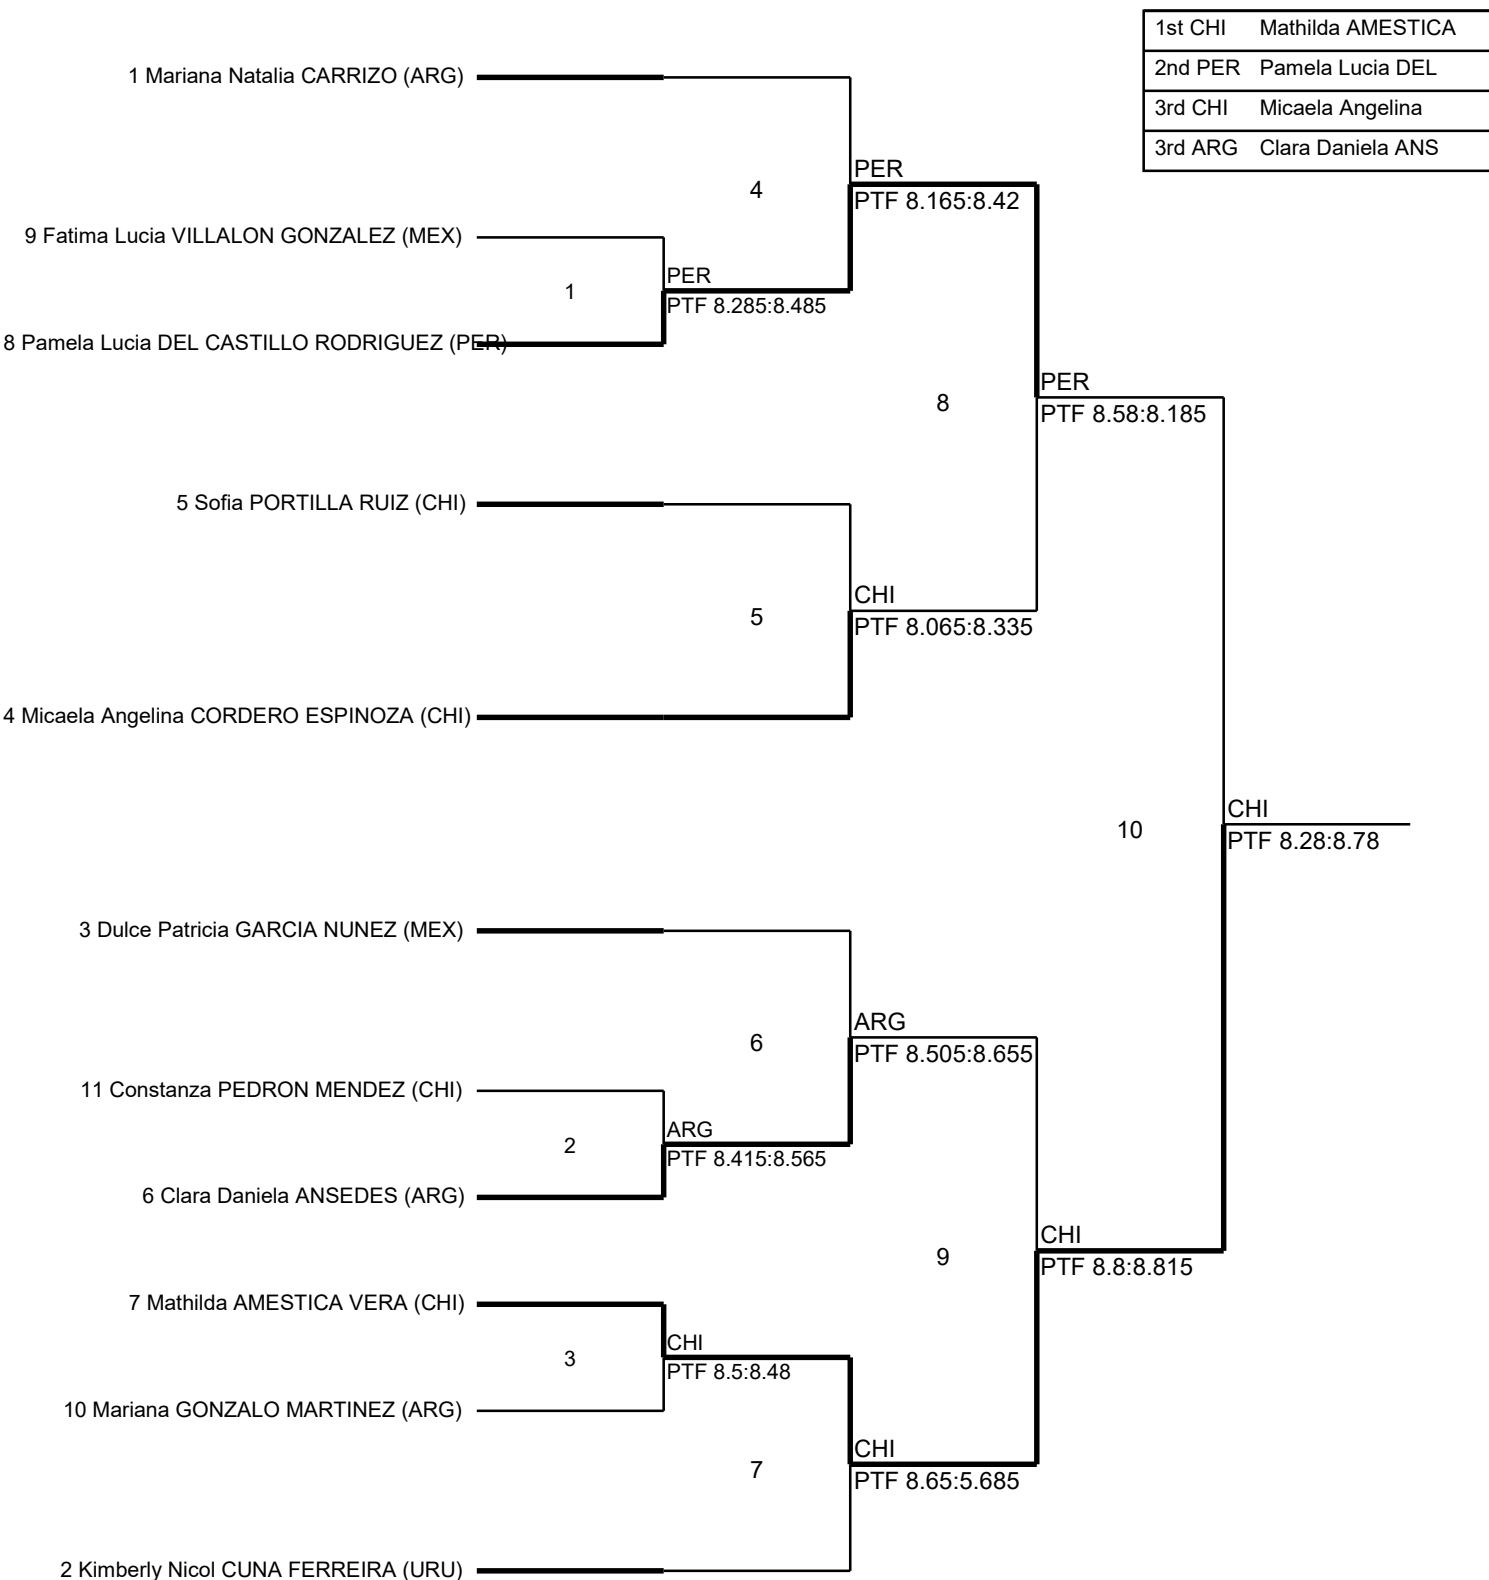 1st CHI Mathilda AMESTICA
2nd PER Pamela Lucia DEL
3rd CHI Micaela Angelina
3rd ARG Clara Daniela ANS
1 Mariana Natalia CARRIZO (ARG)
PER
4
PTF 8.165:8.42
9 Fatima Lucia VILLALON GONZALEZ (MEX)
PER
1
PTF 8.285:8.485
8 Pamela Lucia DEL CASTILLO RODRIGUEZ (PER)
PER
8
PTF 8.58:8.185
5 Sofia PORTILLA RUIZ (CHI)
CHI
5
PTF 8.065:8.335
4 Micaela Angelina CORDERO ESPINOZA (CHI)
CHI
10
PTF 8.28:8.78
3 Dulce Patricia GARCIA NUNEZ (MEX)
ARG
6
PTF 8.505:8.655
11 Constanza PEDRON MENDEZ (CHI)
ARG
2
PTF 8.415:8.565
6 Clara Daniela ANSEDES (ARG)
CHI
9
PTF 8.8:8.815
7 Mathilda AMESTICA VERA (CHI)
CHI
3
PTF 8.5:8.48
10 Mariana GONZALO MARTINEZ (ARG)
CHI
7
PTF 8.65:5.685
2 Kimberly Nicol CUNA FERREIRA (URU)